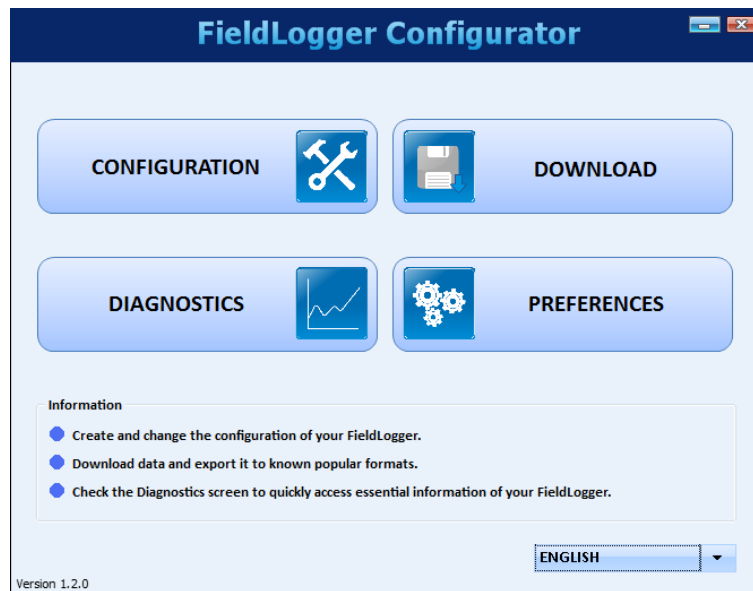 FieldLogger Configurator
CONFIGURATION
DOWNLOAD
DIAGNOSTICS
PREFERENCES
Information
Create and change the configuration of your FieldLogger.
Download data and export it to known popular formats.
Check the Diagnostics screen to quickly access essential information of your FieldLogger.
ENGLISH
Version 1.2.0